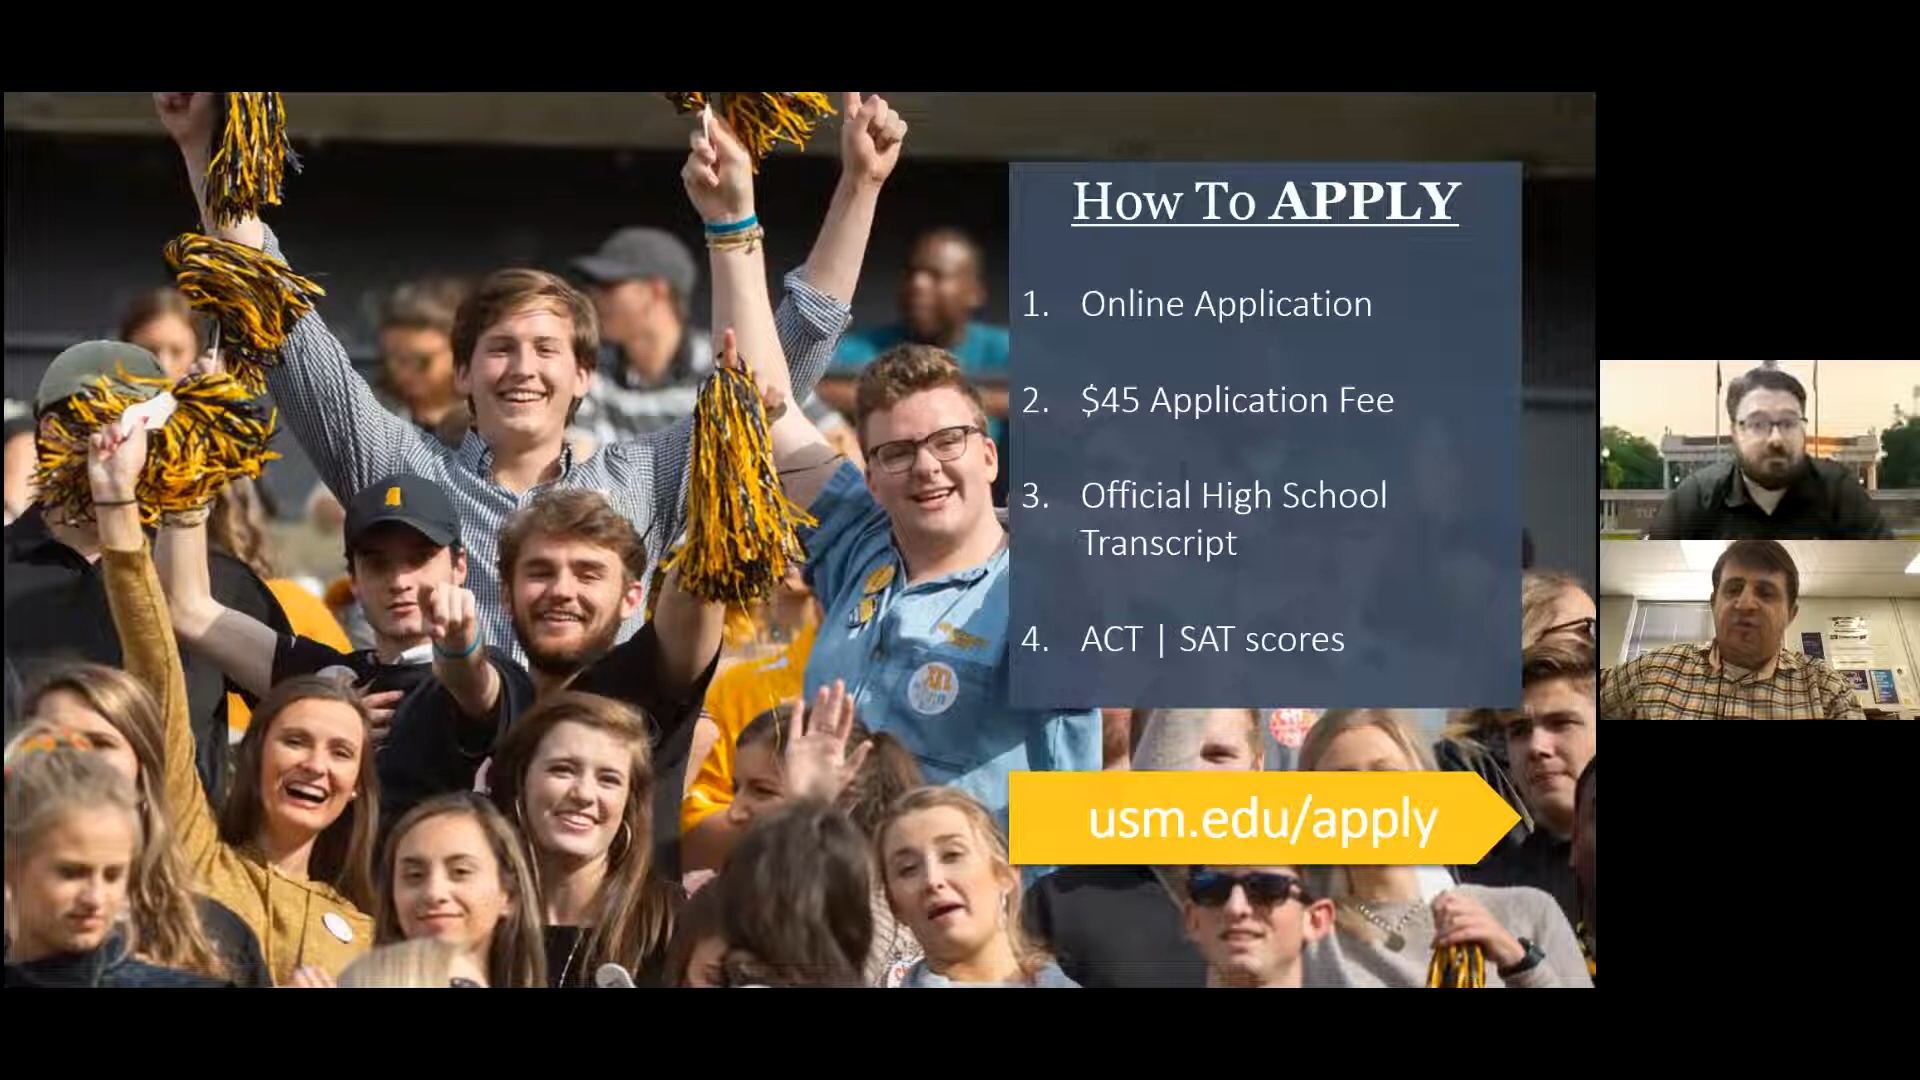 How To APPLY
1. Online Application
2. $45 Application Fee
3. Official High School
Transcript
4. ACT | SAT scores
usm.edu/apply